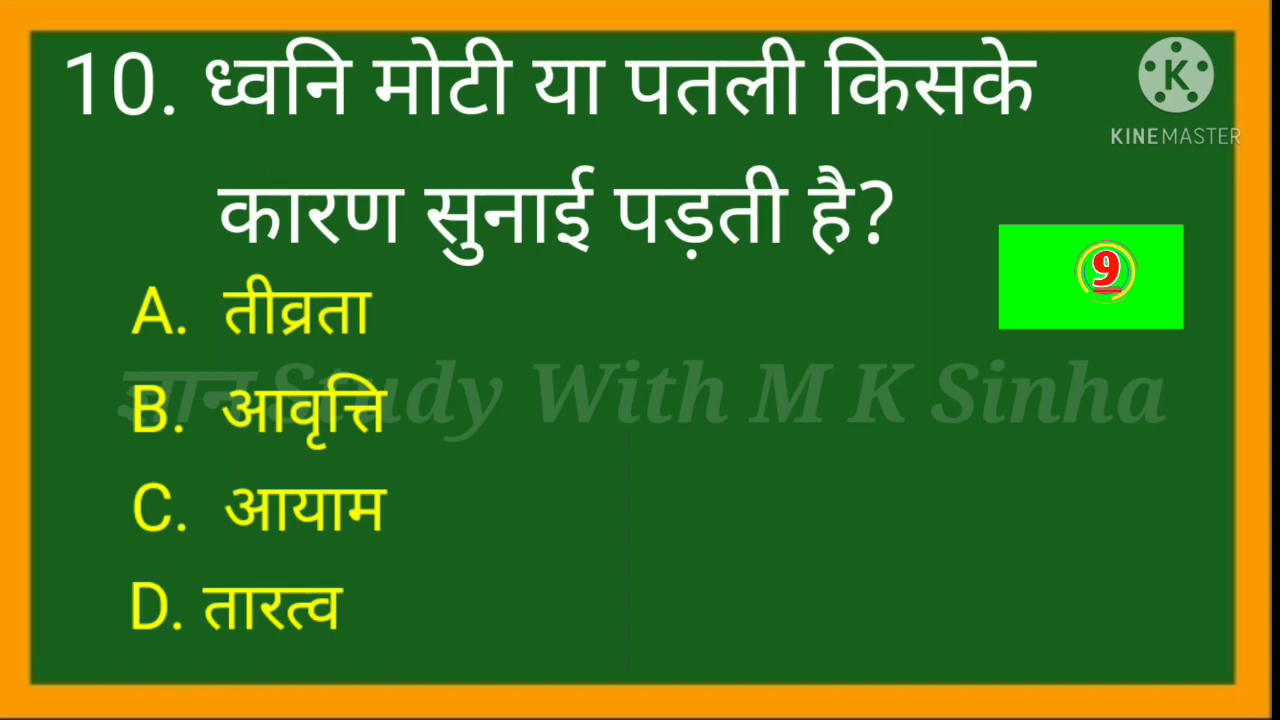 10. ध्वनि मोटी या पतली किसके
कारण सुनाई पड़ती है?
K
KINEMASTER
9
A. तीव्रता
ज्ञान Study With M K Sinha
B. आवृत्ति
C. आयाम
D. तारत्व